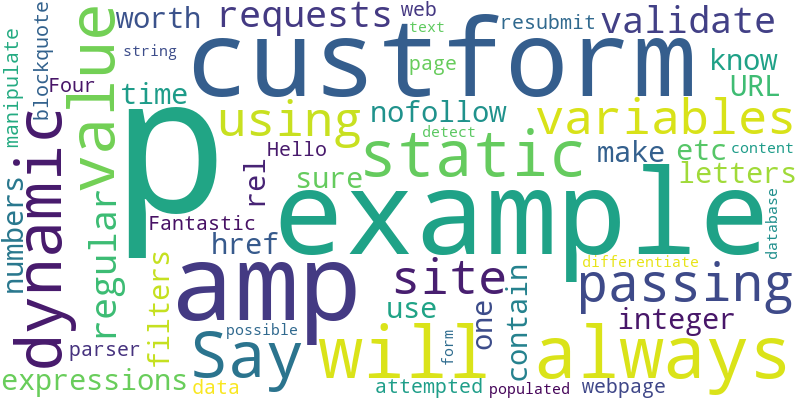 worth
requests
web
text
resubmit
validate
blockquote
string
custform
page
know
URL
manipulate
Four
value
time
p
using
nofollow
variables
detect
dynamic
Hello
static
make
etc
content
rel
sure
letters
numbers
regular
Fantastic
example
database
href
filters
amp
site
differentiate
passing
contain
use
one
integer
possible
Say
will
always
form
parser
expressions
data
attempted
populated
webpage